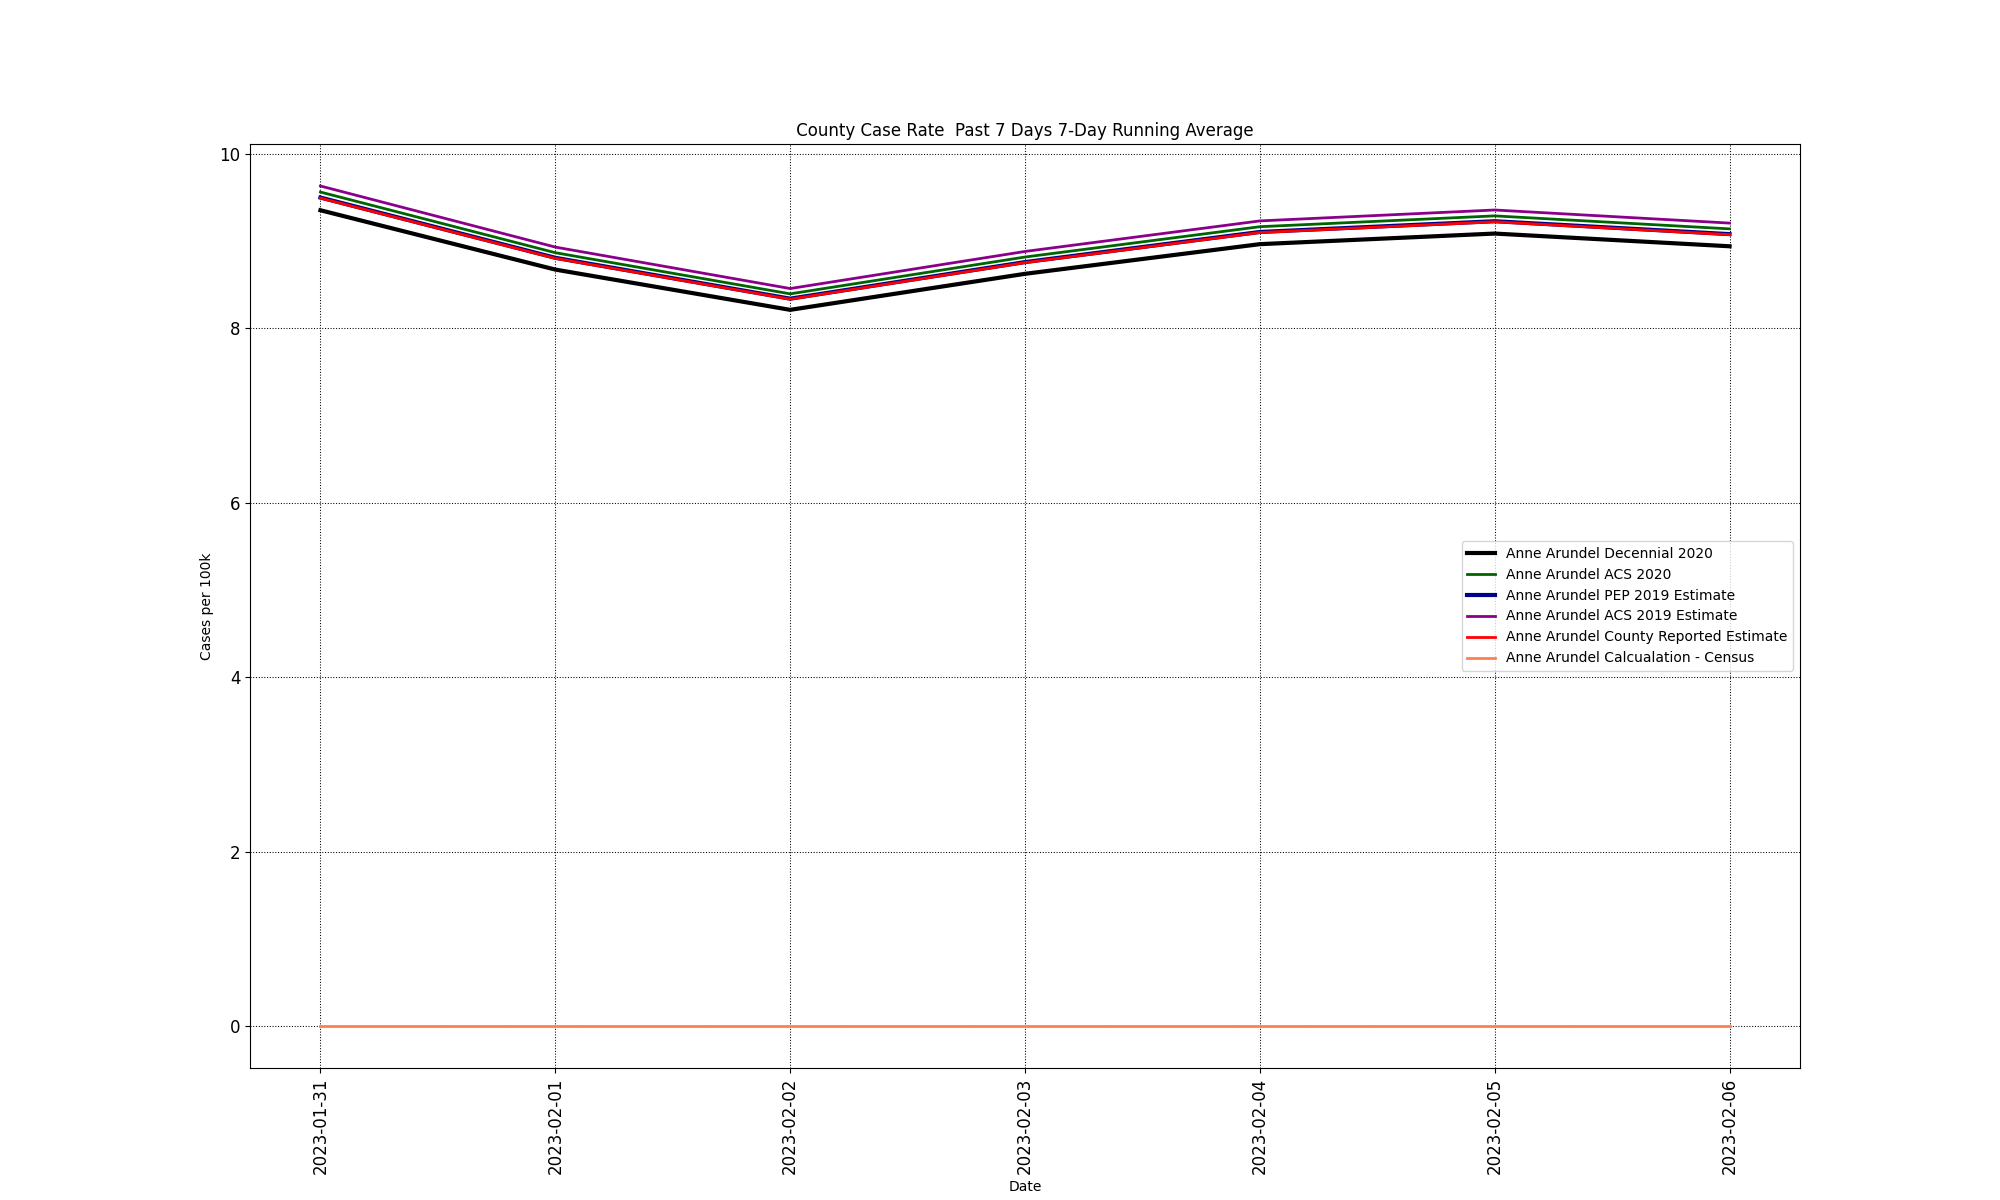 County Case Rate  Past 7 Days 7-Day Running Average
10
8
6
4
2
0
Cases per 100k
Anne Arundel Decennial 2020
Anne Arundel ACS 2020
Anne Arundel PEP 2019 Estimate
Anne Arundel ACS 2019 Estimate
Anne Arundel County Reported Estimate
Anne Arundel Calcualation - Census
2023-01-31
2023-02-01
2023-02-02
2023-02-03
2023-02-04
2023-02-05
2023-02-06
Date